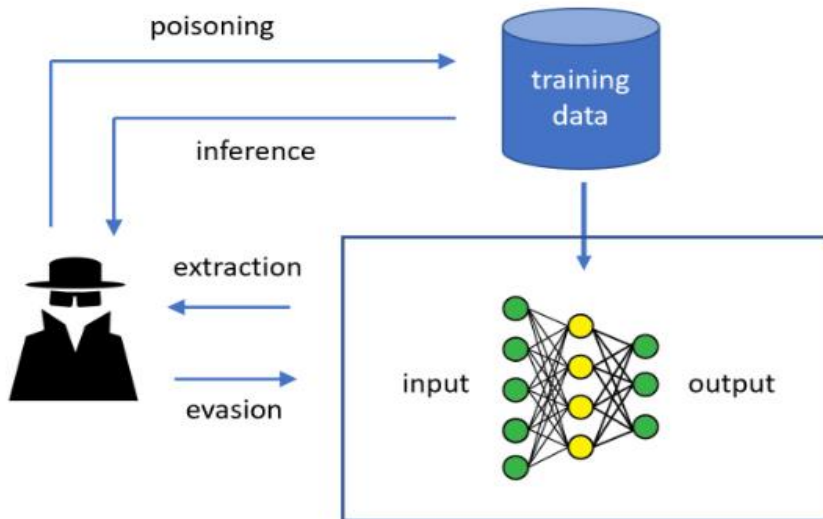 poisoning
training
data
inference
extraction
evasion
input
output